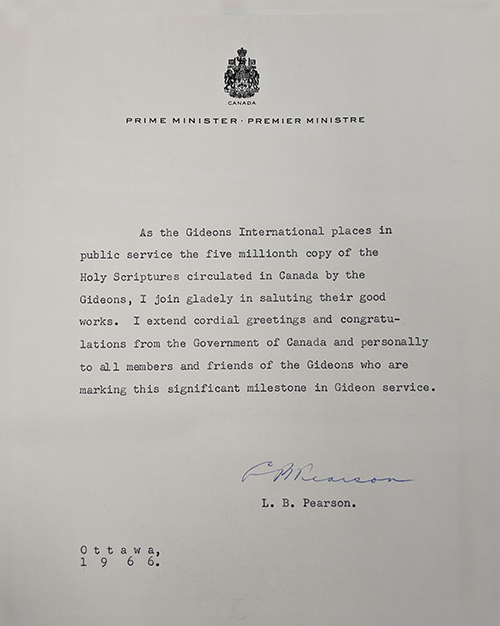 CANADA
PRIME MINISTER · PREMIER MINISTRE
As the Gideons International places in
public service the five millionth copy of the
Holy Scriptures circulated in Canada by the
Gideons, I join gladely in saluting their good
works. I extend cordial greetings and congratu-
lations from the Government of Canada and personally
to all members and friends of the Gideons who are
marking this significant milestone in Gideon service.
L B Pearson
L. B. Pearson.
Ottawa,
1966.